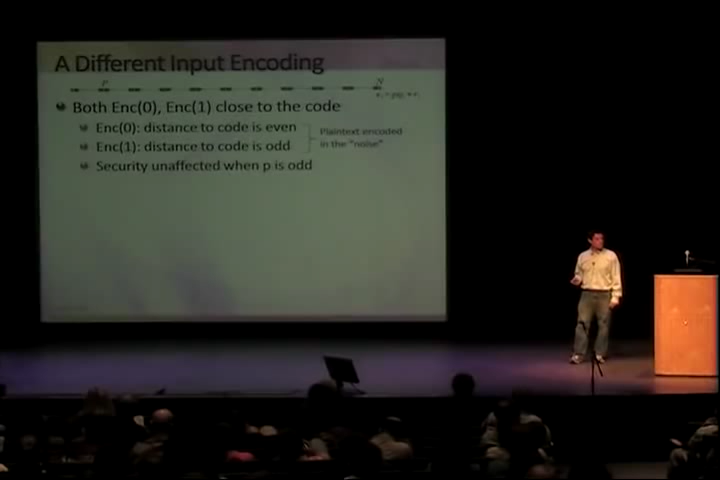 A Different Input Encoding
P
N
Both Enc(0), Enc(1) close to the code
Enc(0): distance to code is even
Enc(1): distance to code is odd
Plaintext encoded
in the "noise"
Security unaffected when p is odd